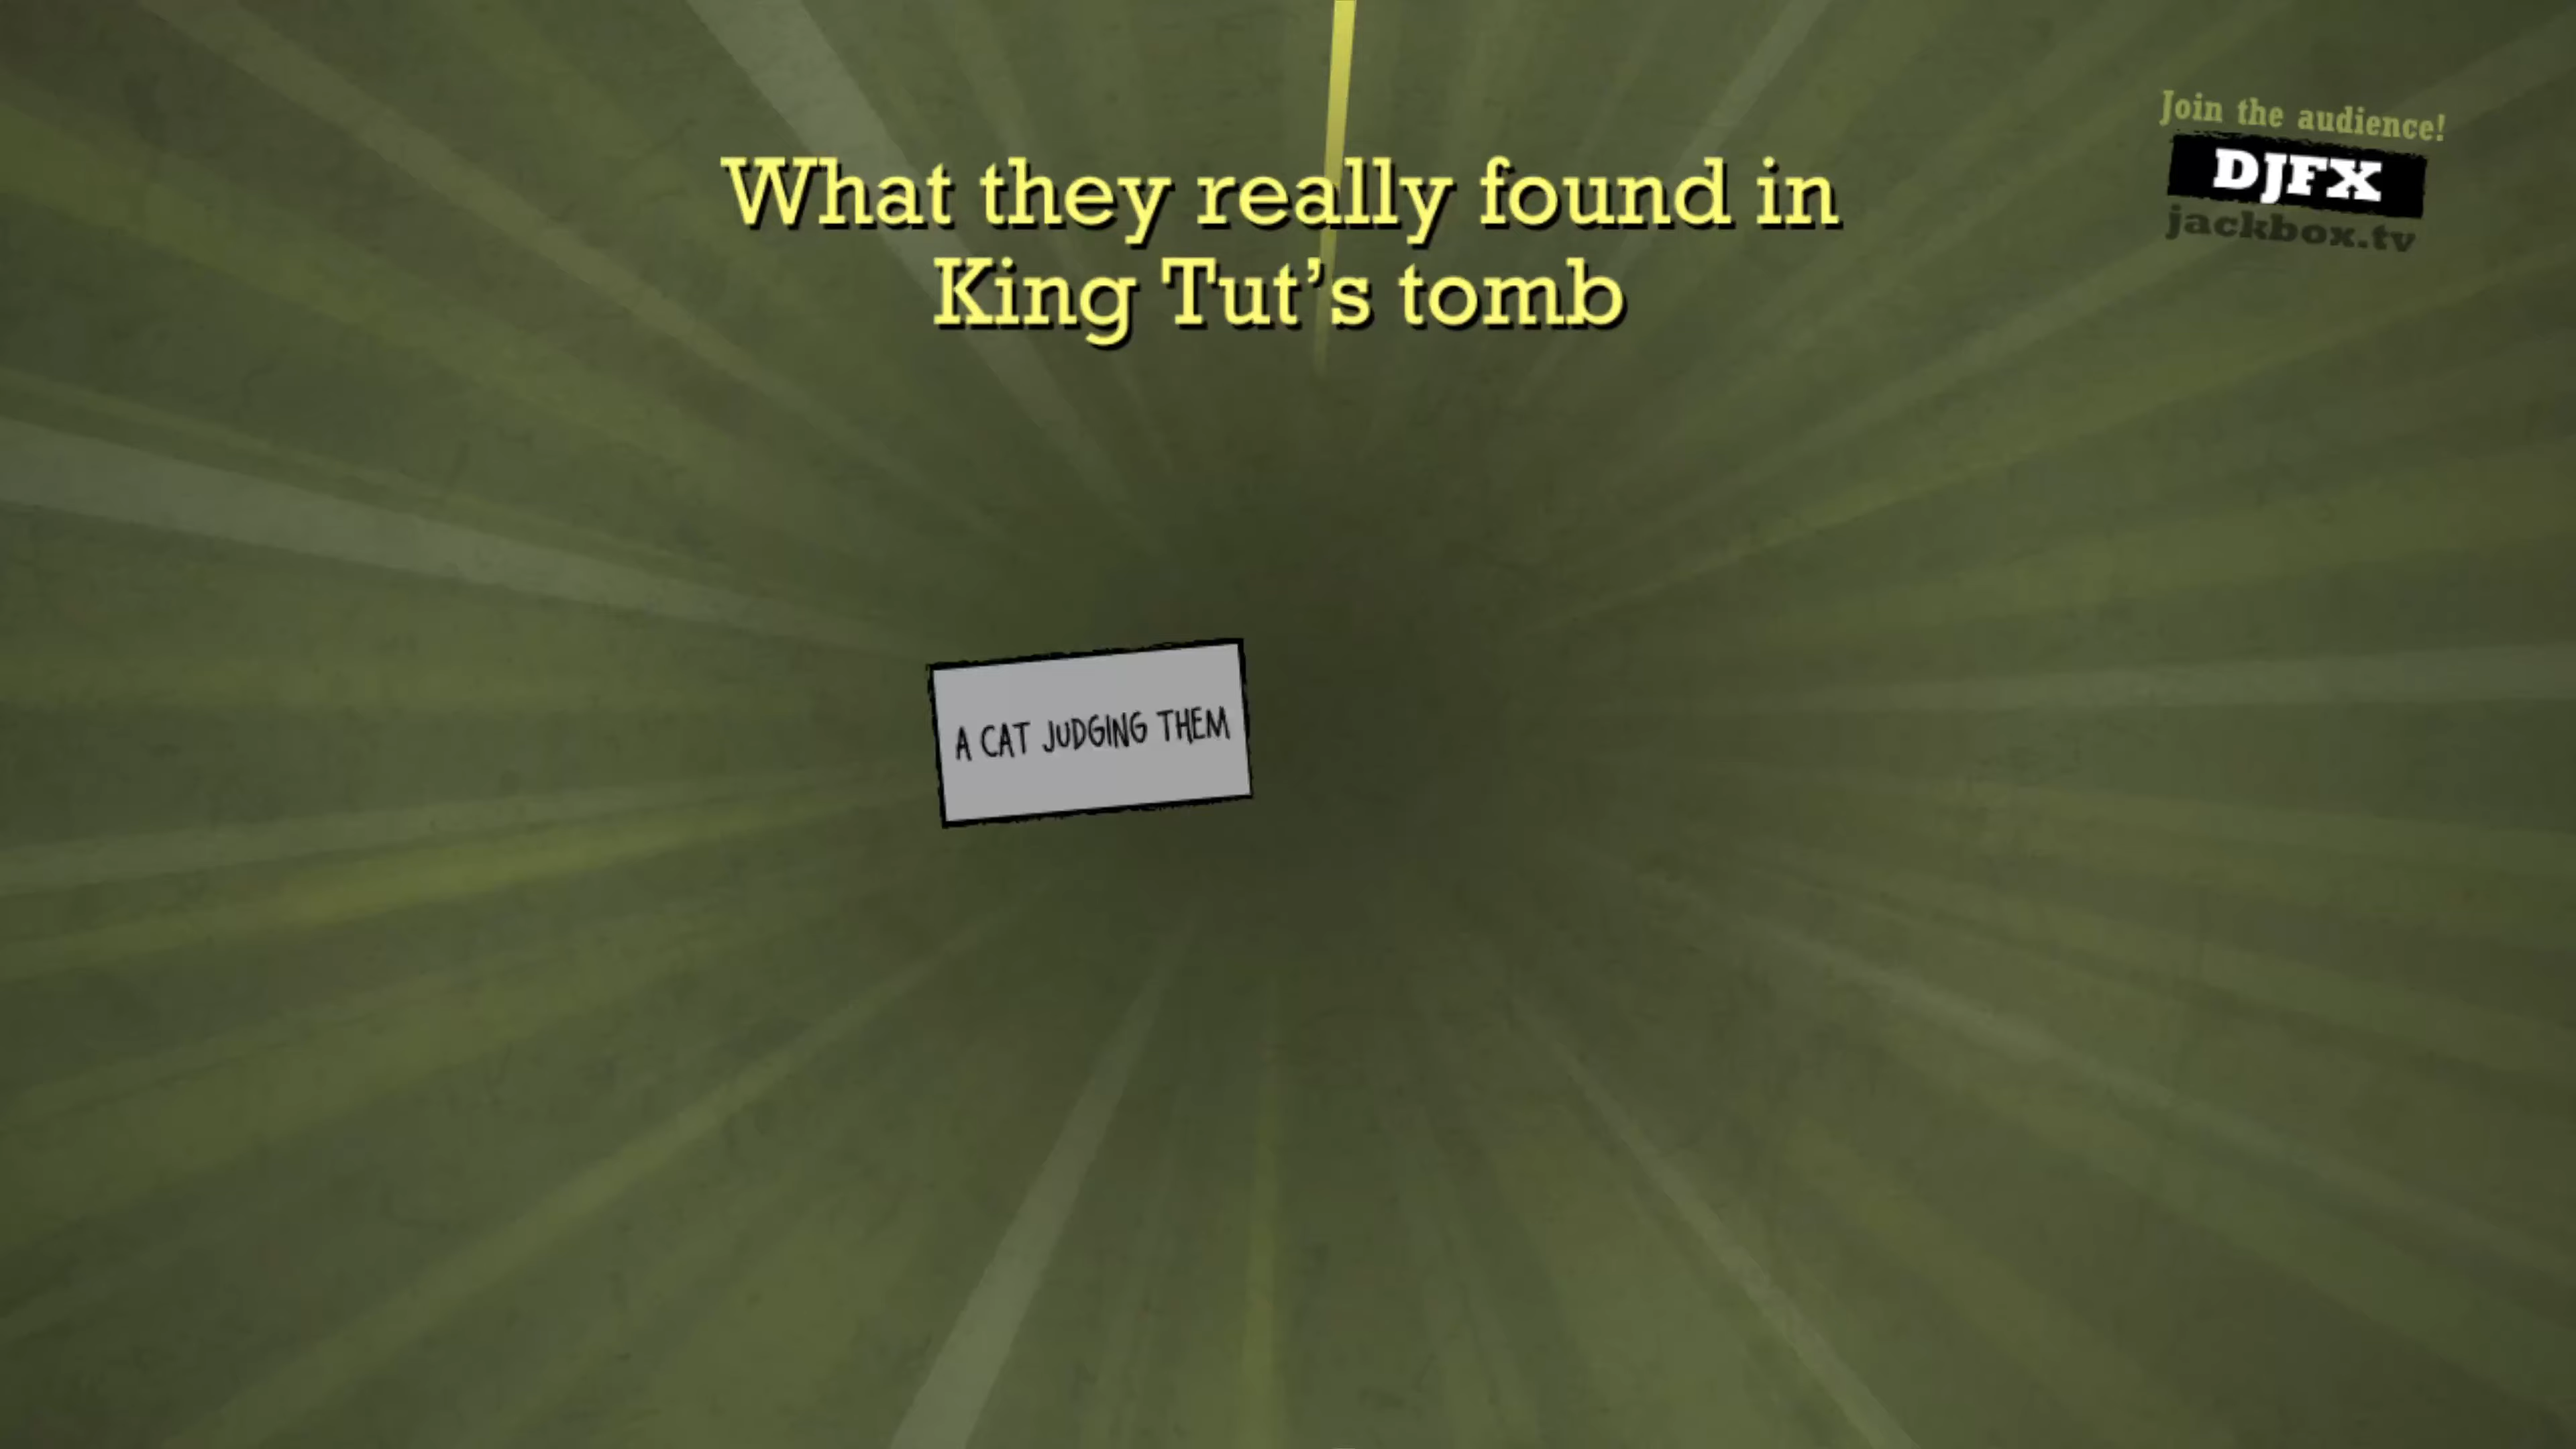 Join the audience!
DJFX
jackbox.tv
What they really found in
King Tut’s tomb
A CAT JUDGING THEM